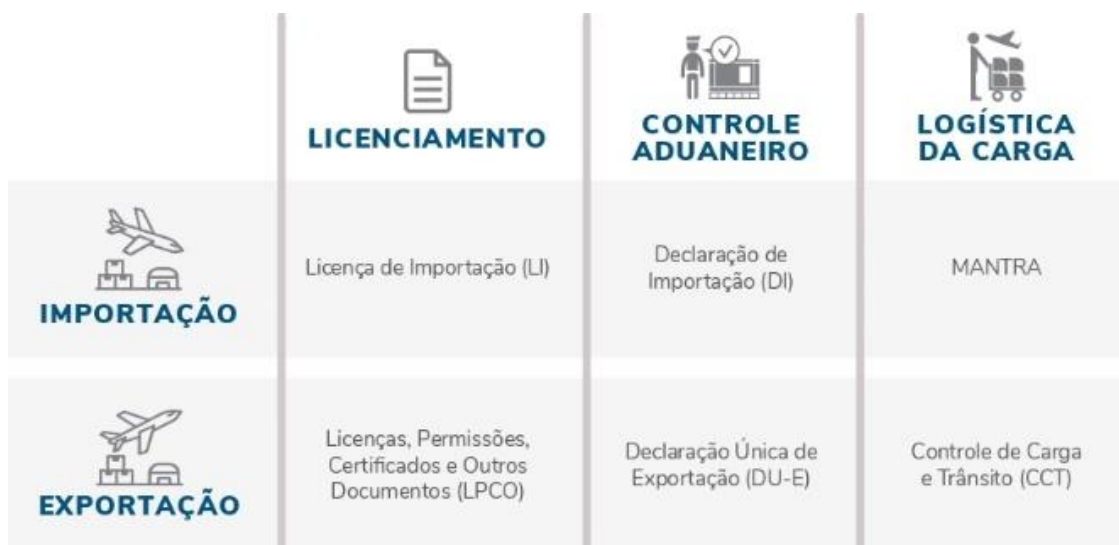 LICENCIAMENTO
CONTROLE
ADUANEIRO
LOGÍSTICA
DA CARGA
IMPORTAÇÃO
Licença de Importação (LI)
Declaração de
Importação (DI)
MANTRA
EXPORTAÇÃO
Licenças, Permissões,
Certificados e Outros
Documentos (LPCO)
Declaração Única de
Exportação (DU-E)
Controle de Carga
e Trânsito (CCT)